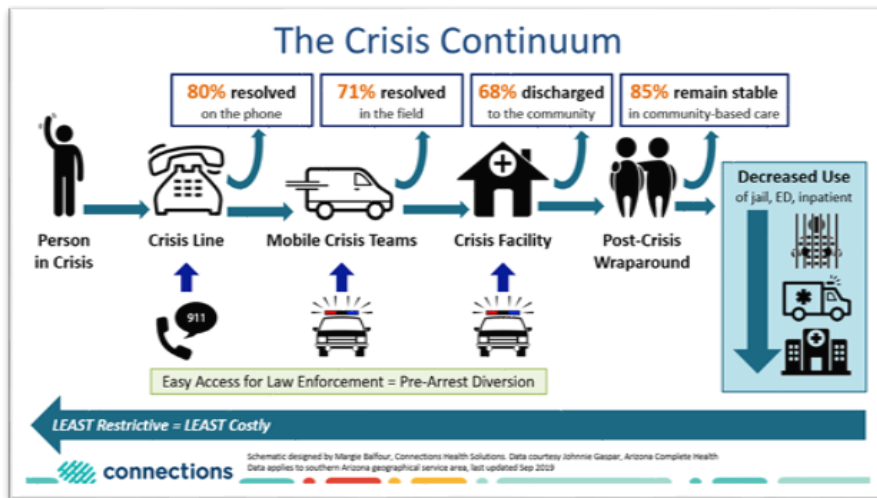 The Crisis Continuum
80% resolved
on the phone
71% resolved
in the field
68% discharged
to the community
85% remain stable
in community-based care
Person
in Crisis
Crisis Line
Mobile Crisis Teams
Crisis Facility
Post-Crisis
Wraparound
Decreased Use
of jail, ED, inpatient
911
Easy Access for Law Enforcement = Pre-Arrest Diversion
LEAST Restrictive = LEAST Costly
connections
Schematic designed by Margie Balfour, Connections Health Solutions. Data courtesy Johnnie Gaspar, Arizona Complete Health
Data applies to southern Arizona geographical service area, last updated Sep 2019